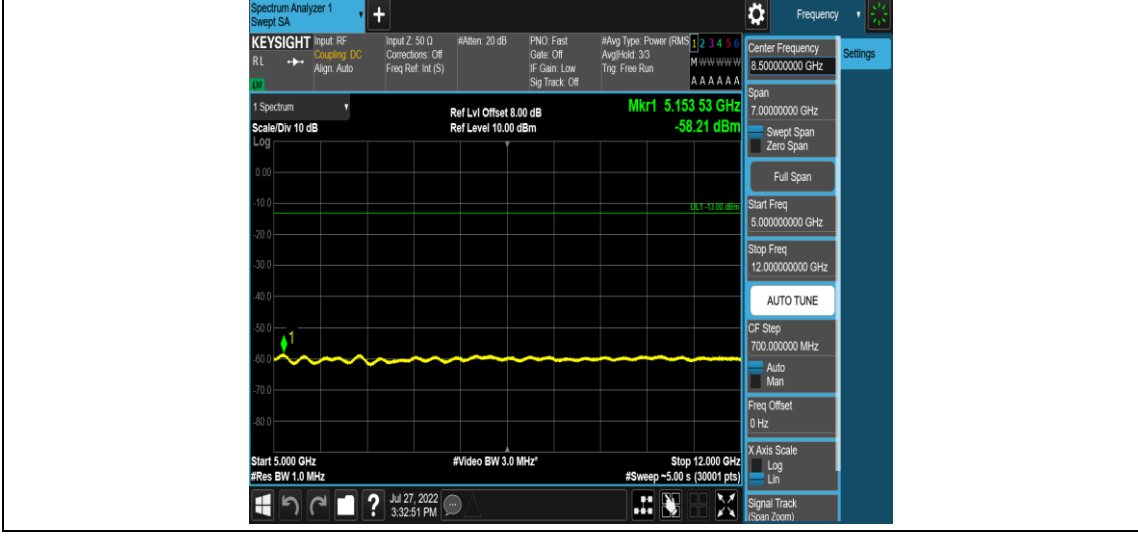 Spectrum Analyzer 1
Swept SA
+
Frequency
KEYSIGHT
RL
LXI
Input: RF
Coupling: DC
Align: Auto
Input Z: 50 Ω
Corrections: Off
Freq Ref: Int (S)
#Atten: 20 dB
PNO: Fast
Gate: Off
IF Gain: Low
Sig Track: Off
#Avg Type: Power (RMS
Avg|Hold: 3/3
Trig: Free Run
1 2 3 4 5 6
M W W W W W
A A A A A A
1 Spectrum
Scale/Div 10 dB
Log
Ref Lvl Offset 8.00 dB
Ref Level 10.00 dBm
Mkr1 5.153 53 GHz
-58.21 dBm
0.00
-10.0
DL1 -13.00 dBm
-20.0
-30.0
-40.0
-50.0
1
-60.0
-70.0
-80.0
Start 5.000 GHz
#Video BW 3.0 MHz*
Stop 12.000 GHz
#Res BW 1.0 MHz
#Sweep ~5.00 s (30001 pts)
?
Jul 27, 2022
3:32:51 PM
Center Frequency
8.50000000 GHz
Settings
Span
7.00000000 GHz
Swept Span
Zero Span
Full Span
Start Freq
5.000000000 GHz
Stop Freq
12.000000000 GHz
AUTO TUNE
CF Step
700.000000 MHz
Auto
Man
Freq Offset
0 Hz
X Axis Scale
Log
Lin
Signal Track
(Span Zoom)